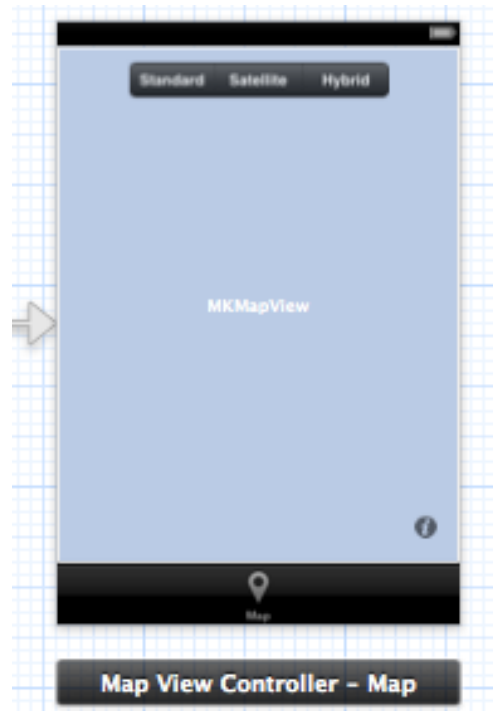 Standard Satellite Hybrid
MKMapView
i
Map
Map View Controller - Map